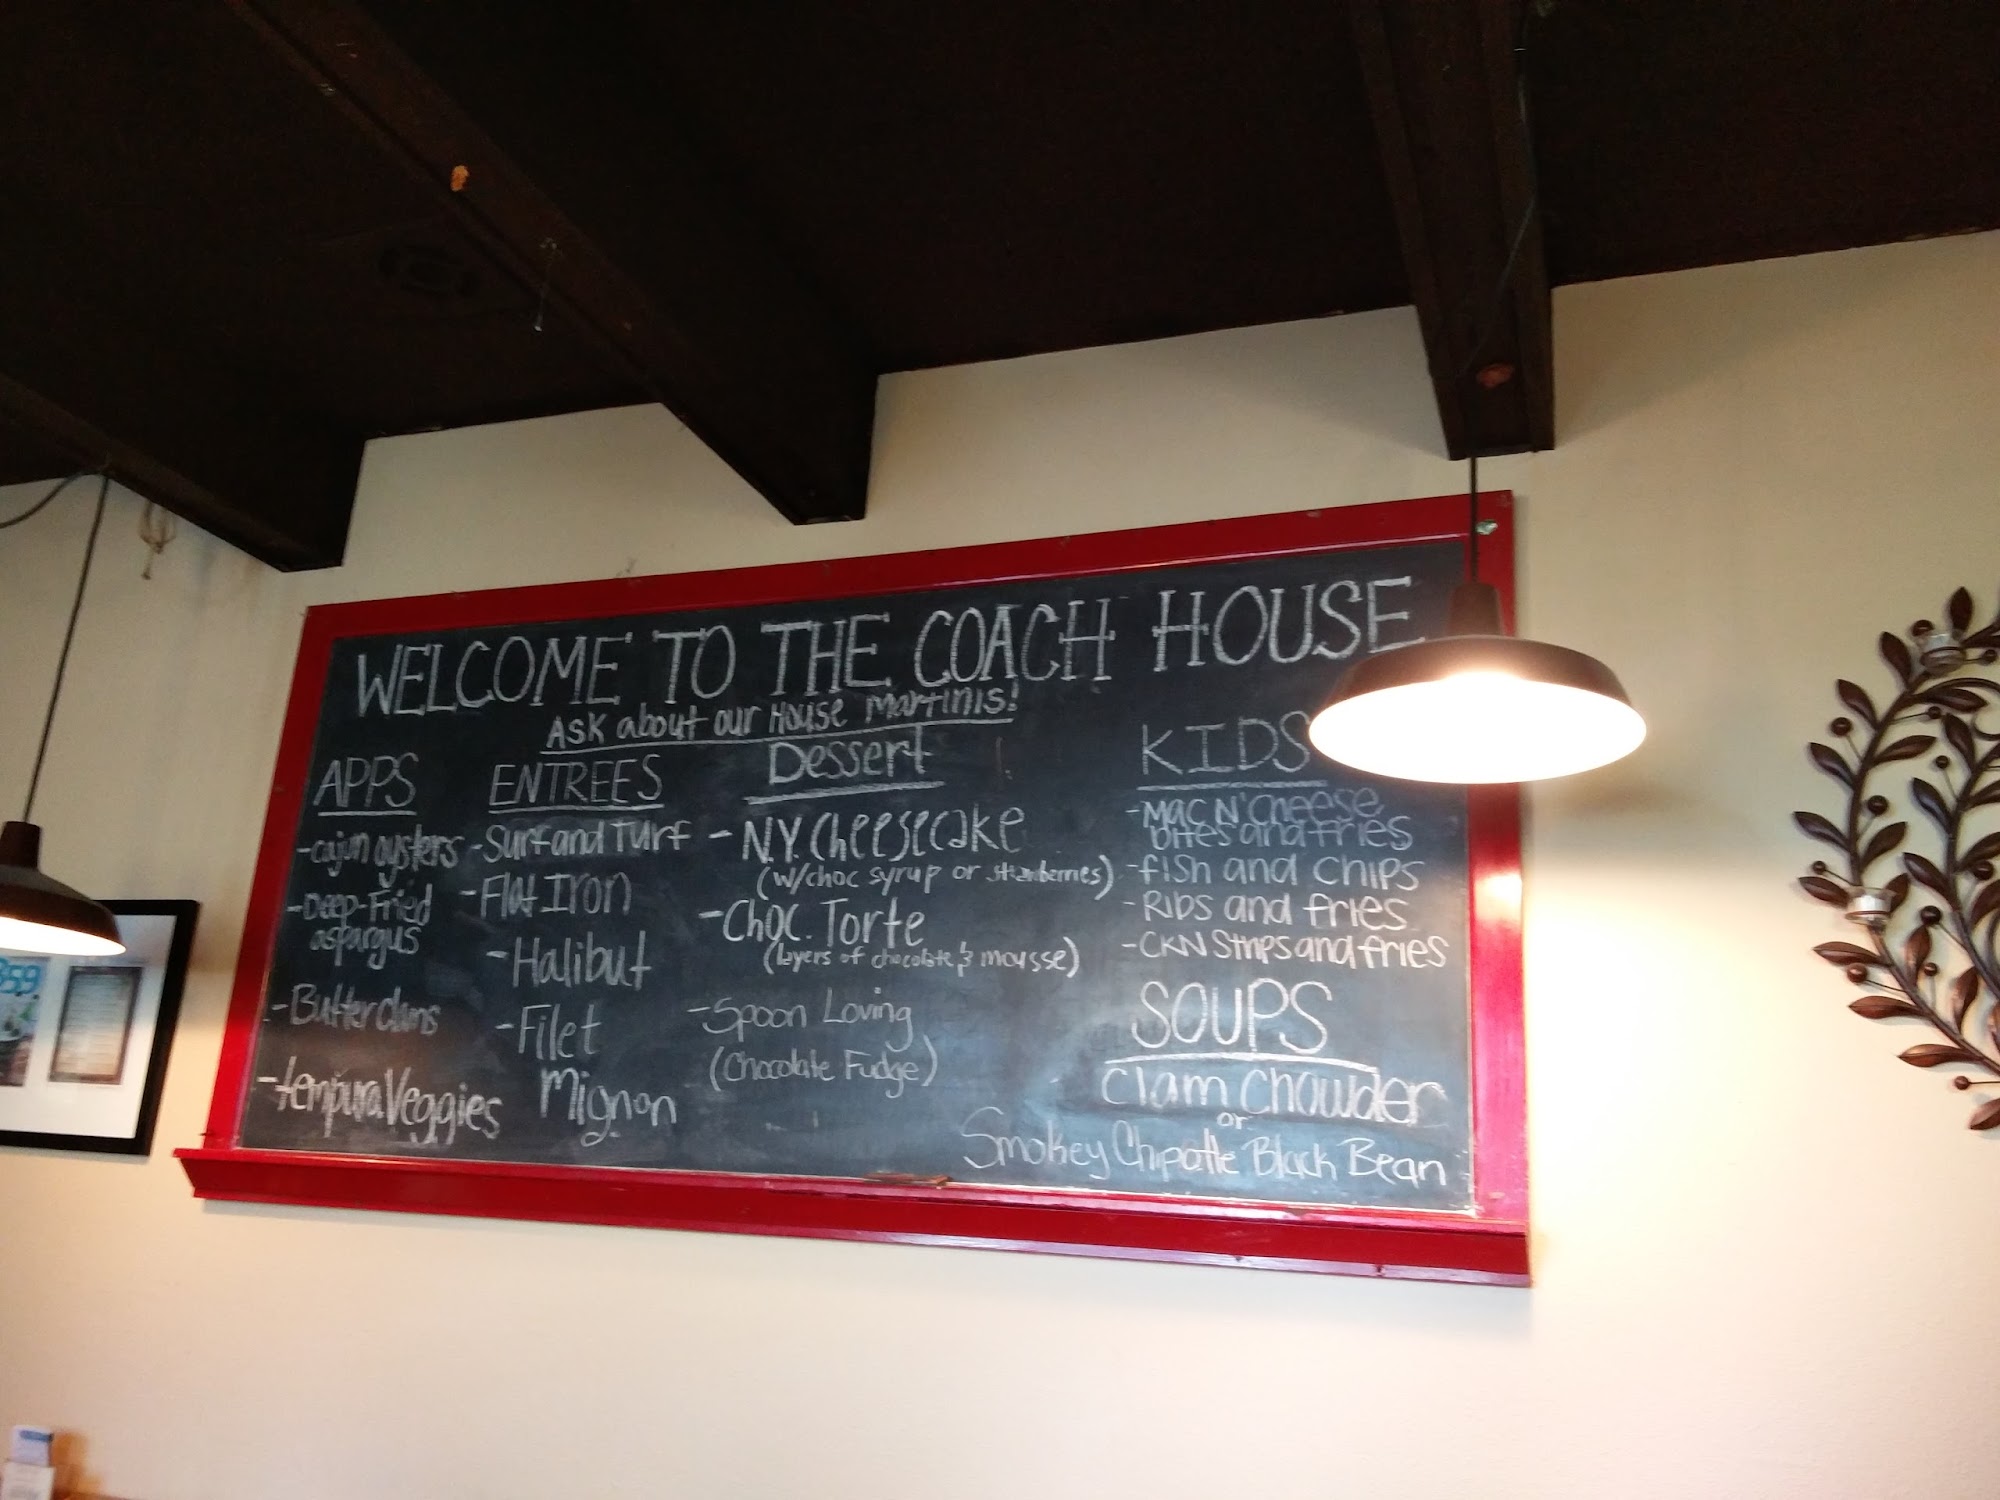 WELCOME TO THE COACH HOUSE
ASK about our House Martinis!
APPS
-cajun oysters
-Deep-Fried
aspargus
-Butter clams
-tempura Veggies
ENTREES
-Surf and Turf
-Flat Iron
-Halibut
-Filet
Mignon
Dessert
-N.Y. Cheesecake
(w/choc syrup or strawberries)
-Choc. Torte
(layers of chocolate & mousse)
-Spoon Loving
(Chocolate Fudge)
KIDS
-Mac N' Cheese
bites and fries
-fish and chips
-Ribs and fries
-CKN Strips and fries
SOUPS
Clam Chowder
or
Smokey Chipotle Black Bean